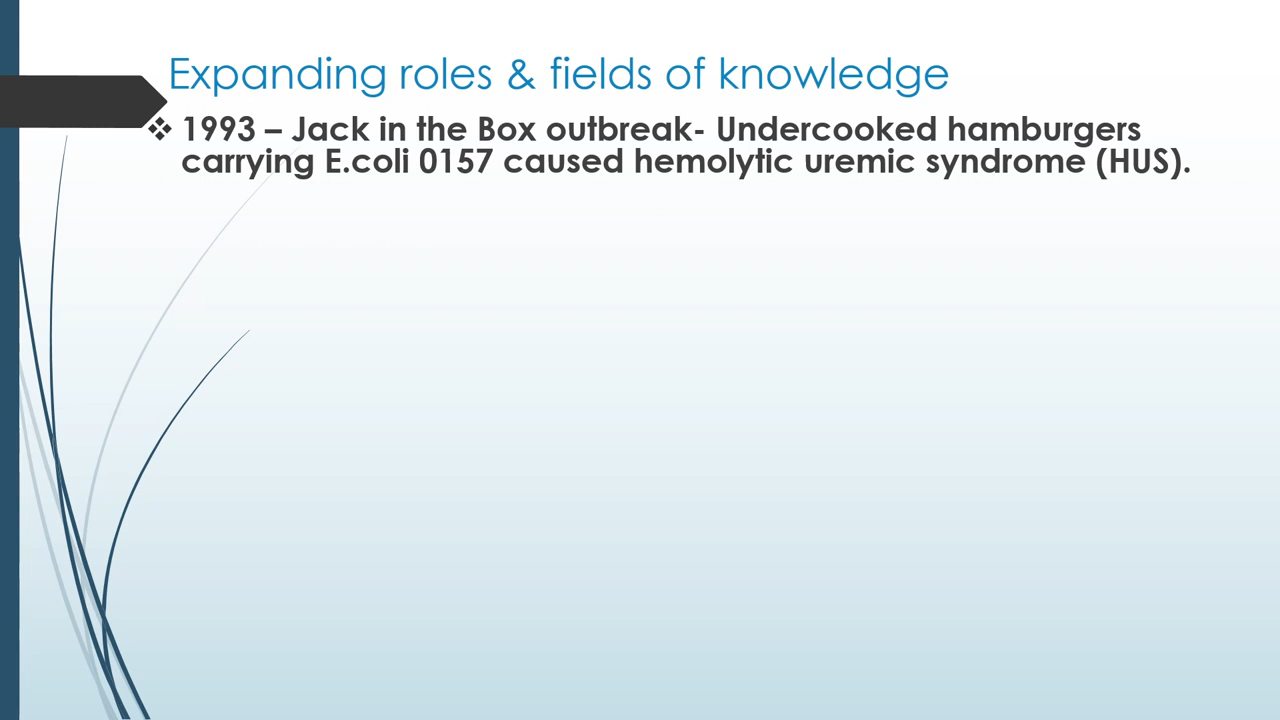 Expanding roles & fields of knowledge
❖ 1993 – Jack in the Box outbreak- Undercooked hamburgers
carrying E.coli 0157 caused hemolytic uremic syndrome (HUS).